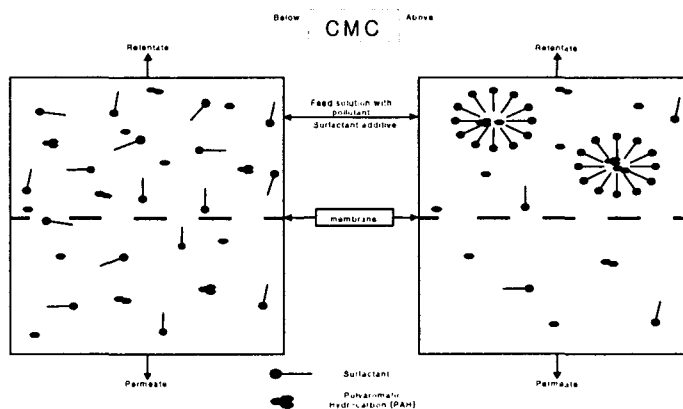 Below CMC Above
Retentate
Retentate
Feed solution with
pollutant
Surfactant additive
membrane
Permeate
Permeate
Surfactant
Polyaromatic
Hydrocarbon (PAH)